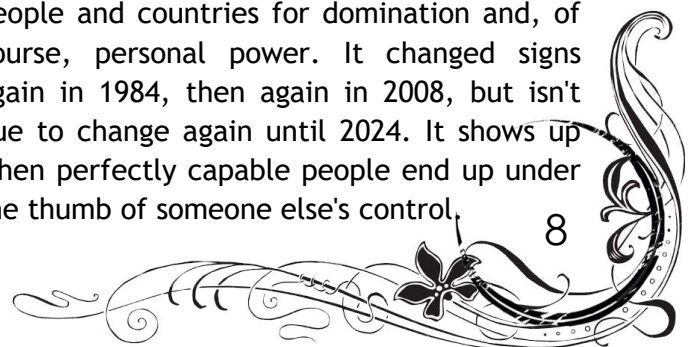 eople and countries for domination and, of
ourse, personal power. It changed signs
gain in 1984, then again in 2008, but isn't
ue to change again until 2024. It shows up
hen perfectly capable people end up under
he thumb of someone else's control.
8